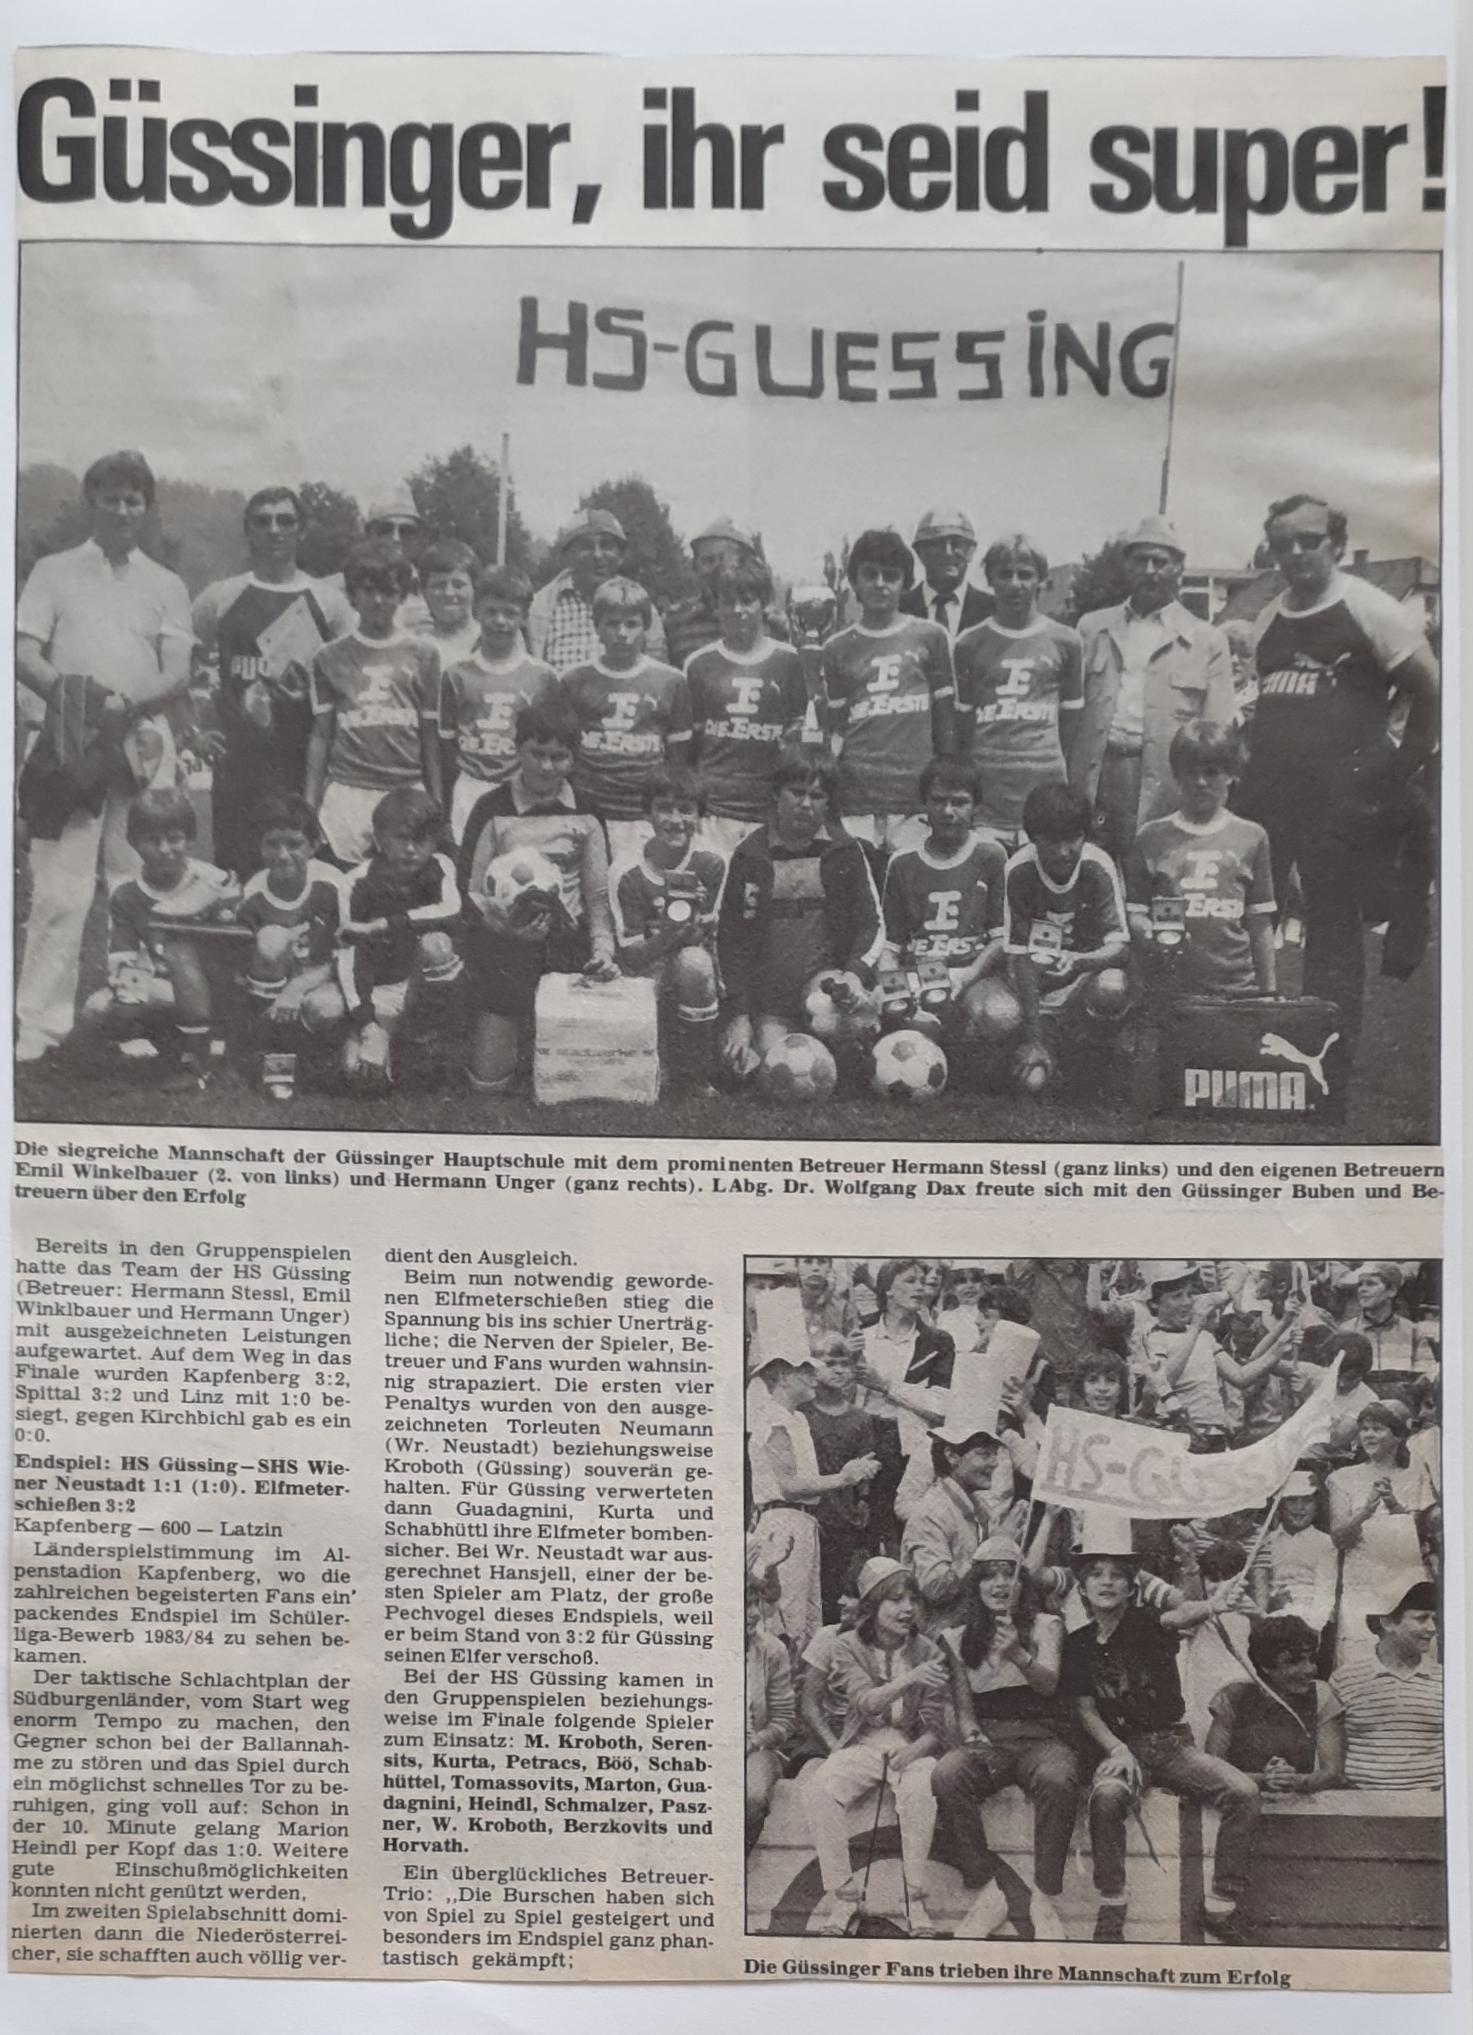 Güssinger, ihr seid super!
HS-GUESSING
PUMA
PUMA
E
DIE ERSTE
E
DIE ERSTE
E
DIE ERSTE
E
DIE ERSTE
E
DIE ERSTE
E
DIE ERSTE
E
DIE ERSTE
E
ERSTE
PUMA
Die siegreiche Mannschaft der Güssinger Hauptschule mit dem prominenten Betreuer Hermann Stessl (ganz links) und den eigenen Betreuern
Emil Winkelbauer (2. von links) und Hermann Unger (ganz rechts). LAbg. Dr. Wolfgang Dax freute sich mit den Güssinger Buben und Be-
treuern über den Erfolg
Bereits in den Gruppenspielen
hatte das Team der HS Güssing
(Betreuer: Hermann Stessl, Emil
Winklbauer und Hermann Unger)
mit ausgezeichneten Leistungen
aufgewartet. Auf dem Weg in das
Finale wurden Kapfenberg 3:2,
Spittal 3:2 und Linz mit 1:0 be-
siegt, gegen Kirchbichl gab es ein
0:0.
Endspiel: HS Güssing—SHS Wie-
ner Neustadt 1:1 (1:0). Elfmeter-
schießen 3:2
Kapfenberg — 600 — Latzin
Länderspielstimmung im Al-
penstadion Kapfenberg, wo die
zahlreichen begeisterten Fans ein'
packendes Endspiel im Schüler-
liga-Bewerb 1983/84 zu sehen be-
kamen.
Der taktische Schlachtplan der
Südburgenländer, vom Start weg
enorm Tempo zu machen, den
Gegner schon bei der Ballannah-
me zu stören und das Spiel durch
ein möglichst schnelles Tor zu be-
ruhigen, ging voll auf: Schon in
der 10. Minute gelang Marion
Heindl per Kopf das 1:0. Weitere
gute Einschußmöglichkeiten
konnten nicht genützt werden,
Im zweiten Spielabschnitt domi-
nierten dann die Niederösterrei-
cher, sie schafften auch völlig ver-
dient den Ausgleich.
Beim nun notwendig geworde-
nen Elfmeterschießen stieg die
Spannung bis ins schier Unerträg-
liche; die Nerven der Spieler, Be-
treuer und Fans wurden wahnsin-
nig strapaziert. Die ersten vier
Penaltys wurden von den ausge-
zeichneten Torleuten Neumann
(Wr. Neustadt) beziehungsweise
Kroboth (Güssing) souverän ge-
halten. Für Güssing verwerteten
dann Guadagnini, Kurta und
Schabhüttl ihre Elfmeter bomben-
sicher. Bei Wr. Neustadt war aus-
gerechnet Hansjell, einer der be-
sten Spieler am Platz, der große
Pechvogel dieses Endspiels, weil
er beim Stand von 3:2 für Güssing
seinen Elfer verschoß.
Bei der HS Güssing kamen in
den Gruppenspielen beziehungs-
weise im Finale folgende Spieler
zum Einsatz: M. Kroboth, Seren-
sits, Kurta, Petracs, Böö, Schab-
hüttel, Tomassovits, Marton, Gua-
dagnini, Heindl, Schmalzer, Pasz-
ner, W. Kroboth, Berzkovits und
Horvath.
Ein überglückliches Betreuer-
Trio: ,,Die Burschen haben sich
von Spiel zu Spiel gesteigert und
besonders im Endspiel ganz phan-
tastisch gekämpft;
HS-GÜ
Die Güssinger Fans trieben ihre Mannschaft zum Erfolg